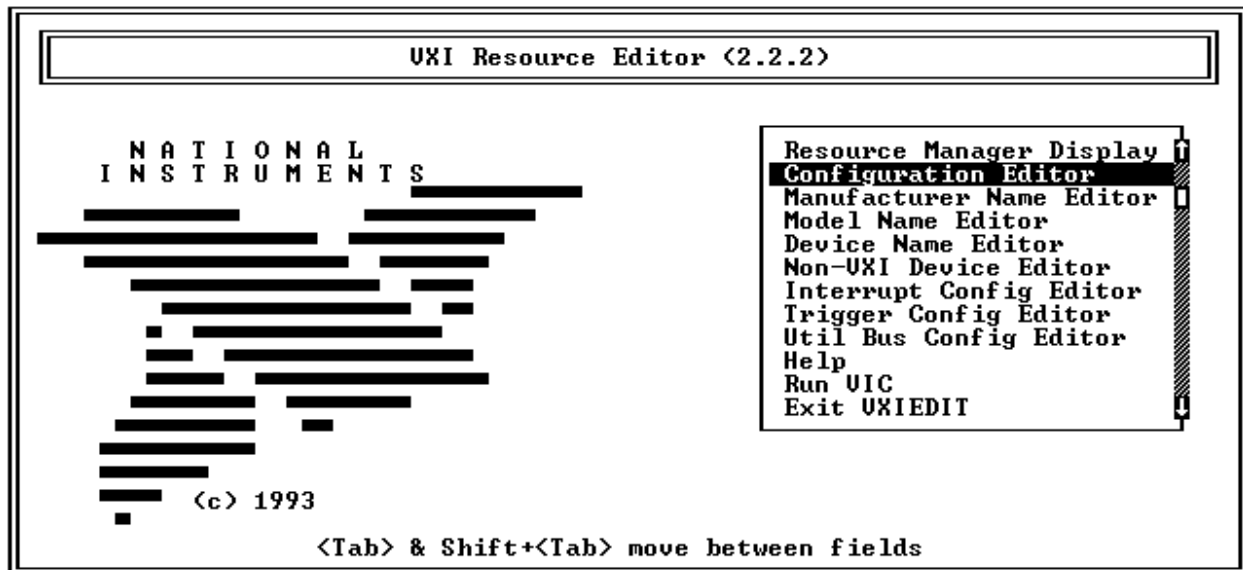 VXI Resource Editor (2.2.2)
N A T I O N A L
I N S T R U M E N T S
(c) 1993
Resource Manager Display
Configuration Editor
Manufacturer Name Editor
Model Name Editor
Device Name Editor
Non-VXI Device Editor
Interrupt Config Editor
Trigger Config Editor
Util Bus Config Editor
Help
Run VIC
Exit VXIEDIT
<Tab> & Shift+<Tab> move between fields